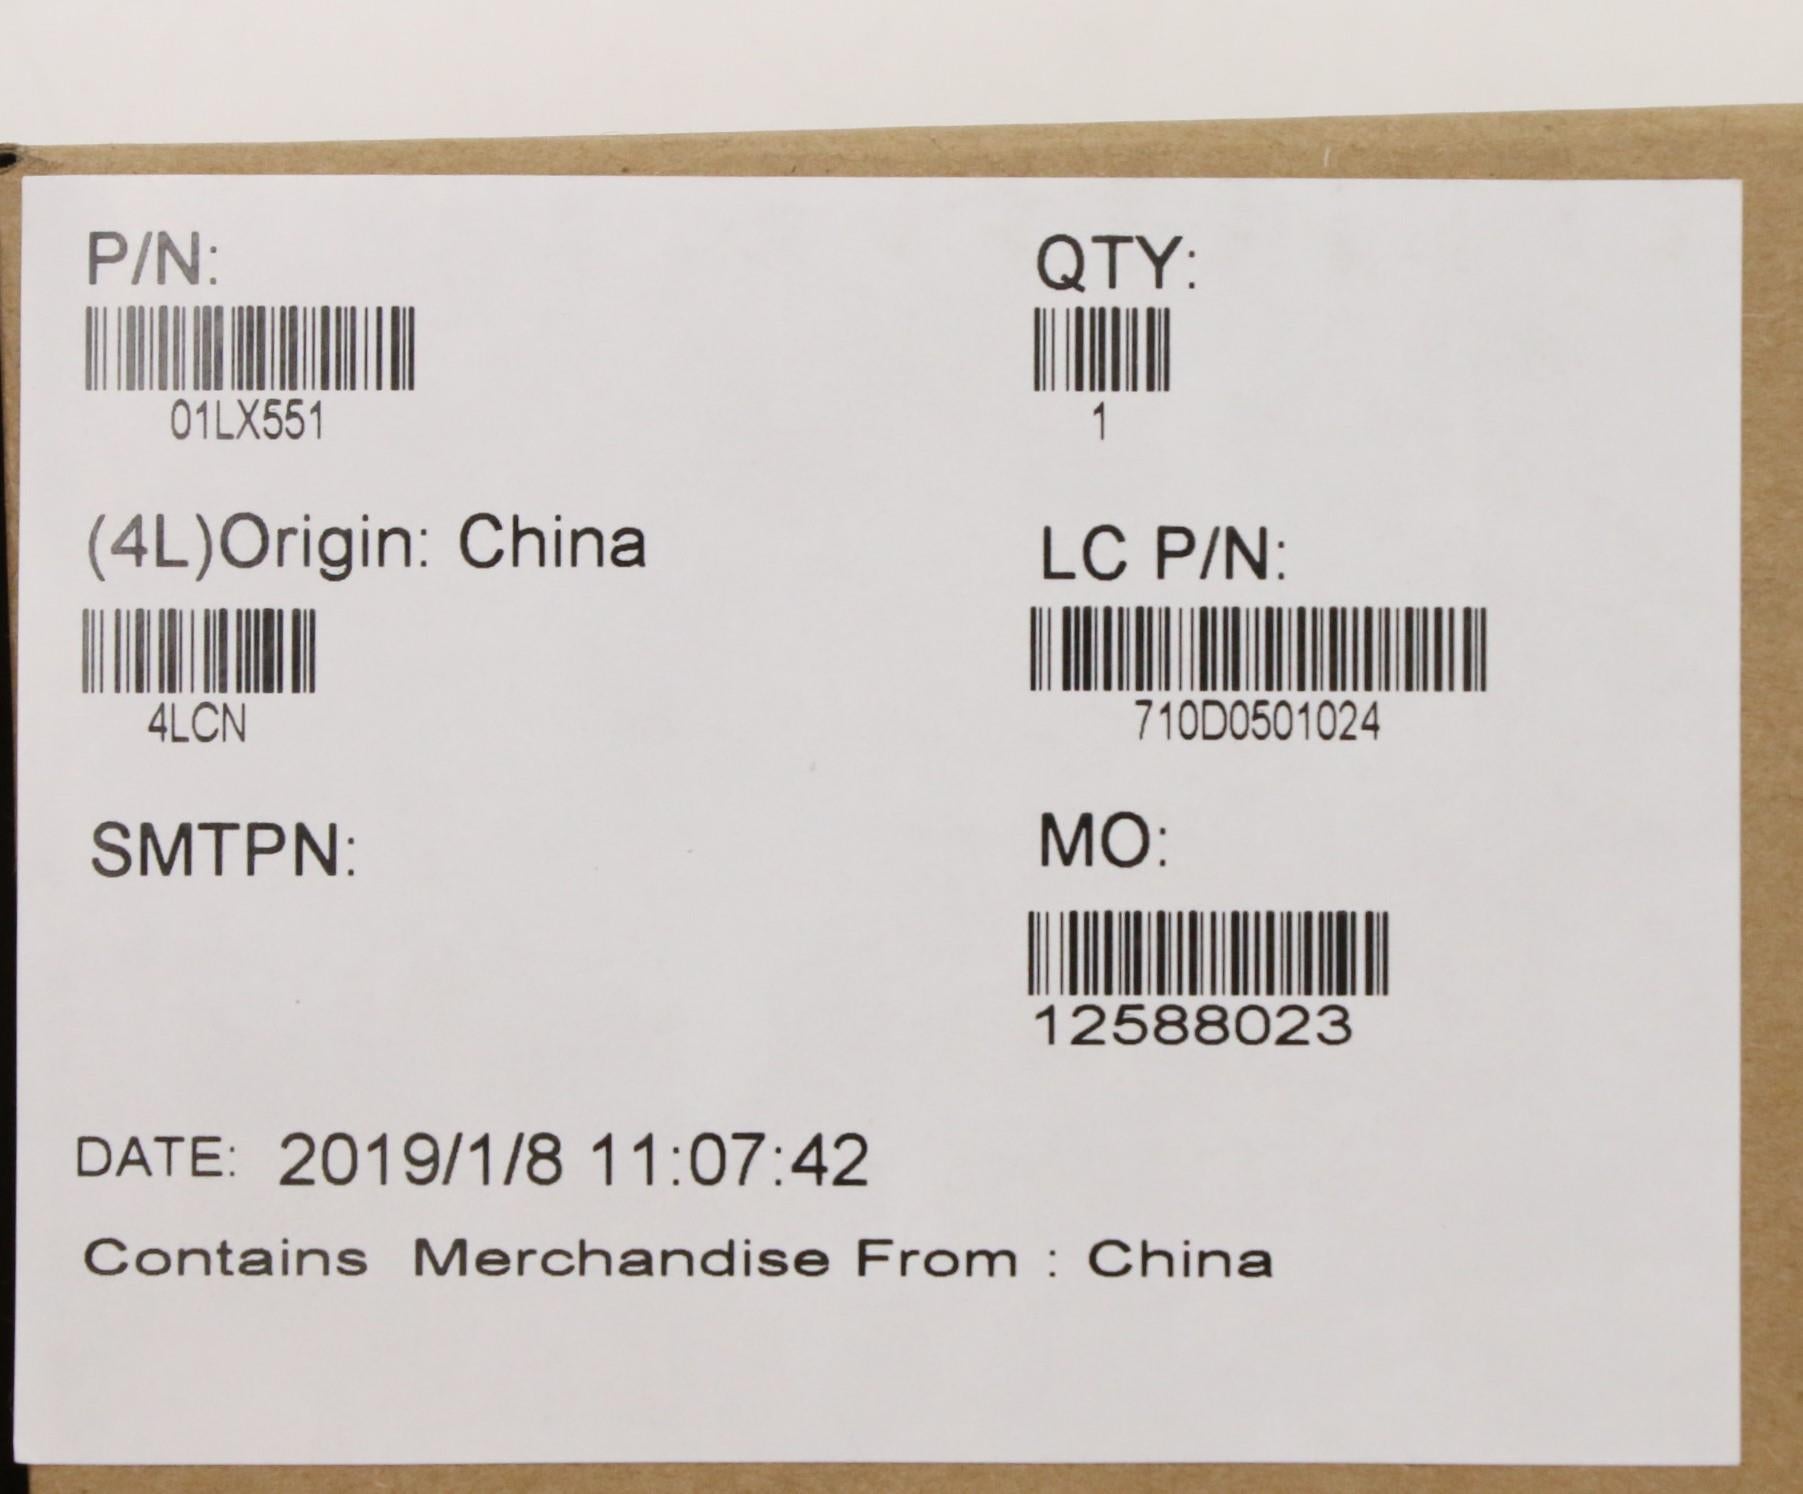 P/N:
01LX551
QTY:
1
(4L)Origin: China
4LCN
LC P/N:
710D0501024
SMTPN:
MO:
12588023
DATE: 2019/1/8 11:07:42
Contains Merchandise From : China